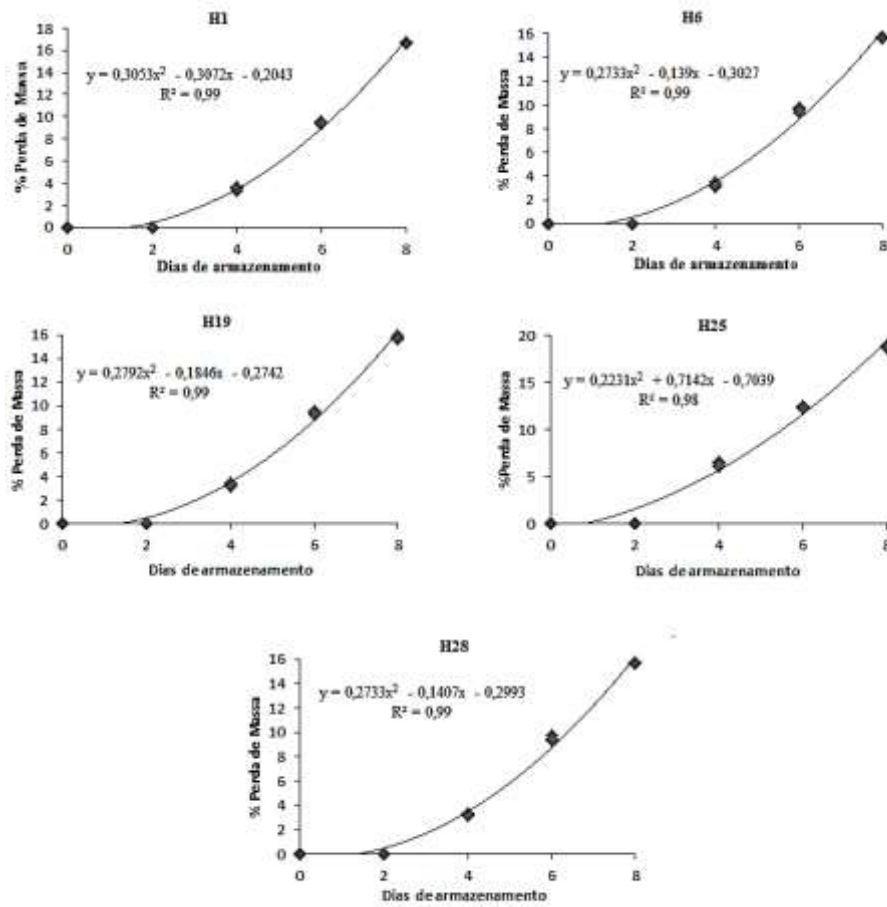 H1
% Perda de Massa
18
16
14
12
10
8
6
4
2
0
y = 0,3053x² - 0,3072x - 0,2043
R² = 0,99
0 2 4 6 8
Dias de armazenamento
H6
% Perda de Massa
18
16
14
12
10
8
6
4
2
0
y = 0,2733x² - 0,139x - 0,3027
R² = 0,99
0 2 4 6 8
Dias de armazenamento
H19
% Perda de Massa
16
14
12
10
8
6
4
2
0
y = 0,2792x² - 0,1846x - 0,2742
R² = 0,99
0 2 4 6 8
Dias de armazenamento
H25
%Perda de Massa
20
15
10
5
0
y = 0,2231x² + 0,7142x - 0,7039
R² = 0,98
0 2 4 6 8
Dias de armazenamento
H28
% Perda de Massa
16
14
12
10
8
6
4
2
0
y = 0,2733x² - 0,1407x - 0,2993
R² = 0,99
0 2 4 6 8
Dias de armazenamento